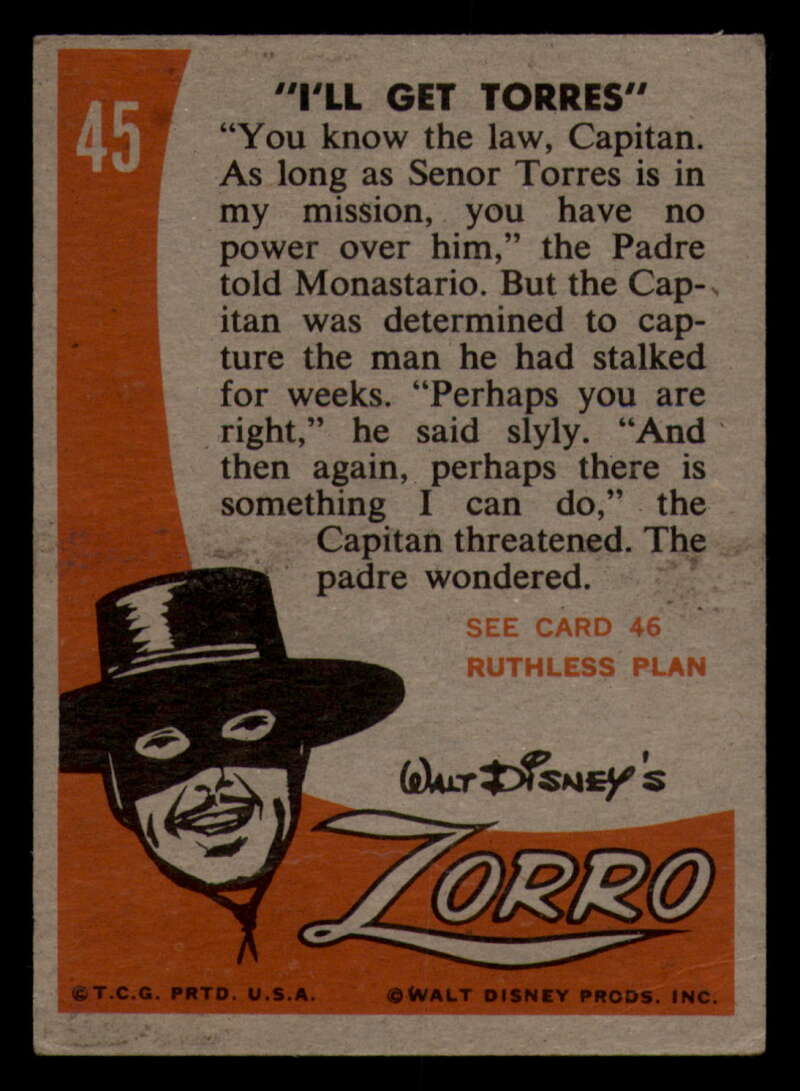 45
"I'LL GET TORRES"
“You know the law, Capitan.
As long as Senor Torres is in
my mission, you have no
power over him,” the Padre
told Monastario. But the Cap-
itan was determined to cap-
ture the man he had stalked
for weeks. “Perhaps you are
right,” he said slyly. “And
then again, perhaps there is
something I can do,” the
Capitan threatened. The
padre wondered.
SEE CARD 46
RUTHLESS PLAN
WALT DISNEY'S
ZORRO
©T.C.G. PRTD. U.S.A.
©WALT DISNEY PRODS. INC.